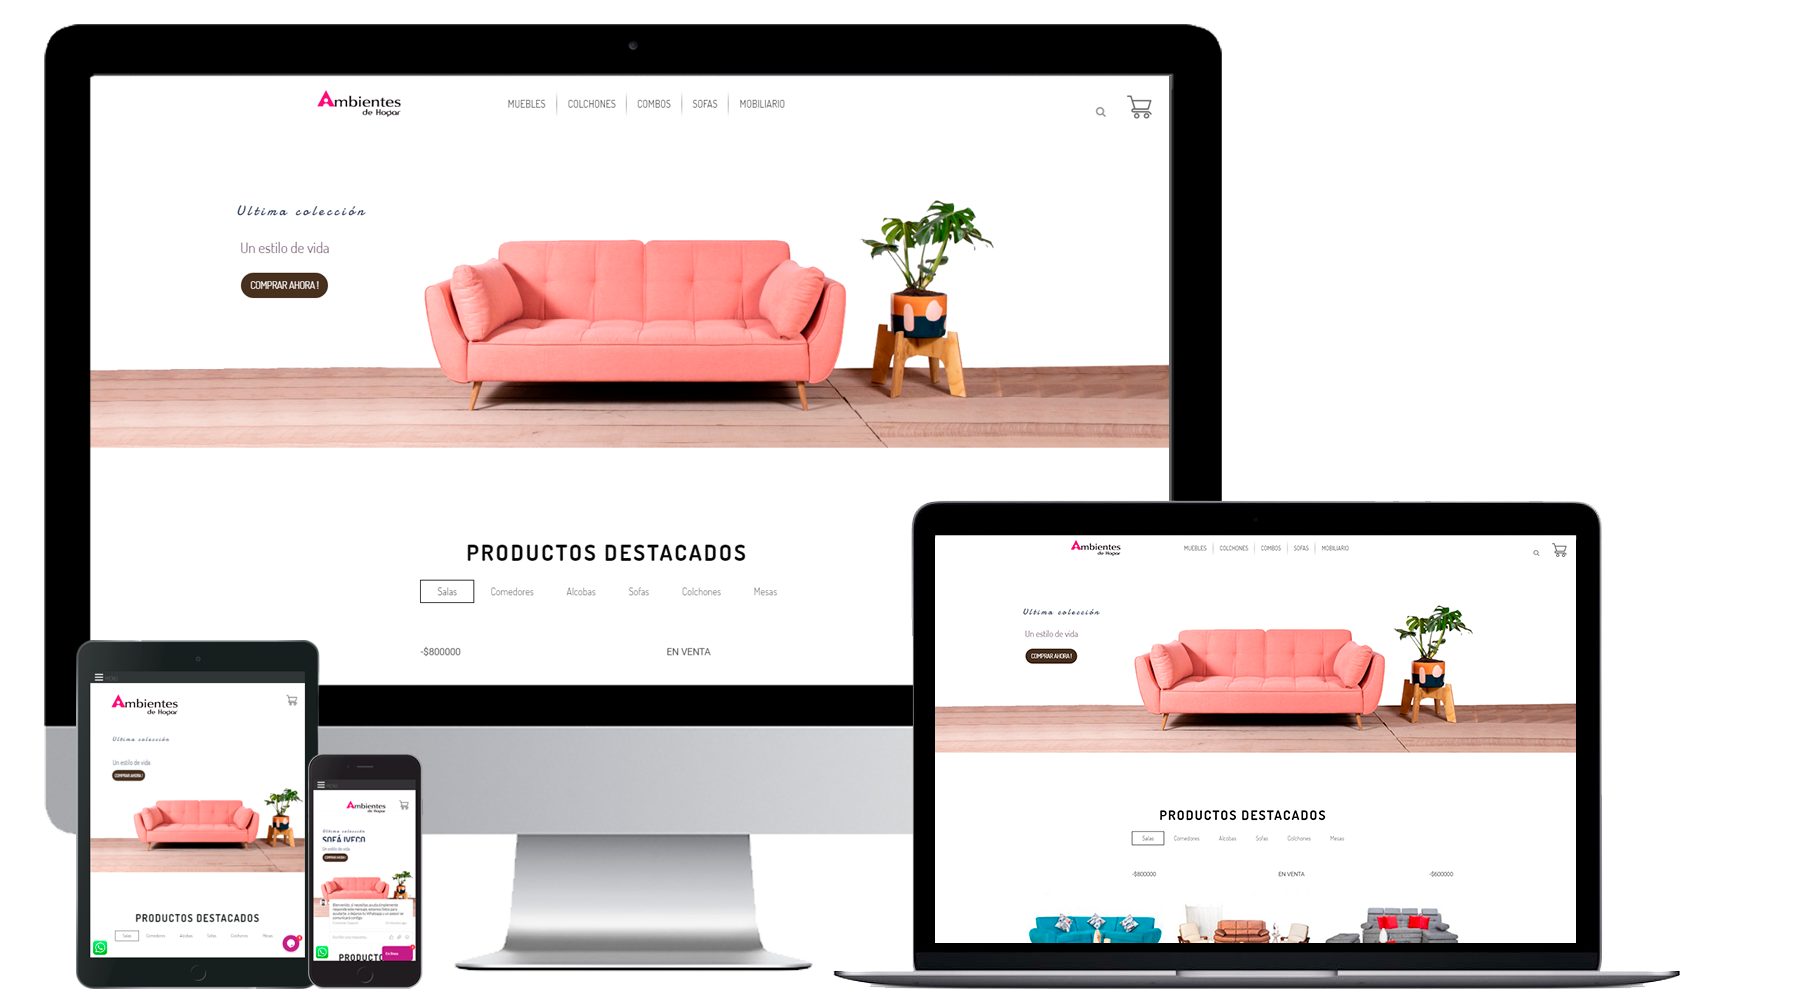 Ambientes
de Hogar
MUEBLES
COLCHONES
COMBOS
SOFAS
MOBILIARIO
Ultima colección
Un estilo de vida
COMPRAR AHORA !
PRODUCTOS DESTACADOS
Salas
Comedores
Alcobas
Sofas
Colchones
Mesas
-$800000
EN VENTA
Ambientes
de Hogar
Ultima colección
Un estilo de vida
COMPRAR AHORA !
PRODUCTOS DESTACADOS
Salas
Comedores
Alcobas
Sofas
Colchones
Mesas
Ambientes
de Hogar
Ultima colección
SOFÁ IVECO
Un estilo de vida
COMPRAR AHORA !
PRODUCTO
Ambientes
de Hogar
MUEBLES
COLCHONES
COMBOS
SOFAS
MOBILIARIO
Ultima colección
Un estilo de vida
COMPRAR AHORA !
PRODUCTOS DESTACADOS
Salas
Comedores
Alcobas
Sofas
Colchones
Mesas
-$800000
EN VENTA
-$600000